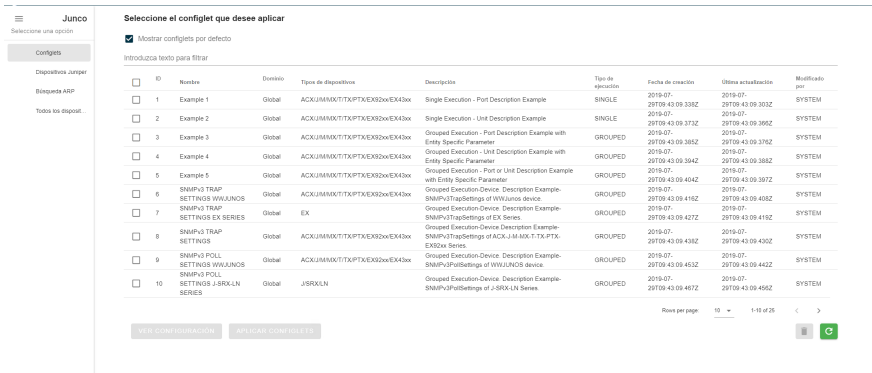 Junco
Seleccione una opción
Configlets
Dispositivos Juniper
Búsqueda ARP
Todos los disposit...
Seleccione el configlet que desee aplicar
Mostrar configlets por defecto
Introduzca texto para filtrar
ID Nombre Dominio Tipos de dispositivos Descripción Tipo de ejecución Fecha de creación Última actualización Modificado por
1 Example 1 Global ACX/J/M/MX/T/TX/PTX/EX92xx/EX43xx Single Execution - Port Description Example SINGLE 2019-07-29T09:43:09.338Z 2019-07-29T09:43:09.303Z SYSTEM
2 Example 2 Global ACX/J/M/MX/T/TX/PTX/EX92xx/EX43xx Single Execution - Unit Description Example SINGLE 2019-07-29T09:43:09.373Z 2019-07-29T09:43:09.366Z SYSTEM
3 Example 3 Global ACX/J/M/MX/T/TX/PTX/EX92xx/EX43xx Grouped Execution - Port Description Example with Entity Specific Parameter GROUPED 2019-07-29T09:43:09.385Z 2019-07-29T09:43:09.376Z SYSTEM
4 Example 4 Global ACX/J/M/MX/T/TX/PTX/EX92xx/EX43xx Grouped Execution - Unit Description Example with Entity Specific Parameter GROUPED 2019-07-29T09:43:09.394Z 2019-07-29T09:43:09.388Z SYSTEM
5 Example 5 Global ACX/J/M/MX/T/TX/PTX/EX92xx/EX43xx Grouped Execution - Port or Unit Description Example with Entity Specific Parameter GROUPED 2019-07-29T09:43:09.404Z 2019-07-29T09:43:09.397Z SYSTEM
6 SNMPv3 TRAP SETTINGS WWJUNOS Global ACX/J/M/MX/T/TX/PTX/EX92xx/EX43xx Grouped Execution-Device. Description Example-SNMPv3TrapSettings of WWJunos device. GROUPED 2019-07-29T09:43:09.416Z 2019-07-29T09:43:09.408Z SYSTEM
7 SNMPv3 TRAP SETTINGS EX SERIES Global EX Grouped Execution-Device. Description Example-SNMPv3TrapSettings of EX Series. GROUPED 2019-07-29T09:43:09.427Z 2019-07-29T09:43:09.419Z SYSTEM
8 SNMPv3 TRAP SETTINGS Global ACX/J/M/MX/T/TX/PTX/EX92xx/EX43xx Grouped Execution-Device.Description Example-SNMPv3TrapSettings of ACX-J-M-MX-T-TX-PTX-EX92xx Series. GROUPED 2019-07-29T09:43:09.438Z 2019-07-29T09:43:09.430Z SYSTEM
9 SNMPv3 POLL SETTINGS WWJUNOS Global ACX/J/M/MX/T/TX/PTX/EX92xx/EX43xx Grouped Execution-Device. Description Example-SNMPv3PollSettings of WWJUNOS device. GROUPED 2019-07-29T09:43:09.453Z 2019-07-29T09:43:09.442Z SYSTEM
10 SNMPv3 POLL SETTINGS J-SRX-LN SERIES Global J/SRX/LN Grouped Execution-Device. Description Example-SNMPv3PollSettings of J-SRX-LN Series GROUPED 2019-07-29T09:43:09.467Z 2019-07-29T09:43:09.456Z SYSTEM
Rows per page 10 1-10 of 25
VER CONFIGURACIÓN APLICAR CONFIGLETS